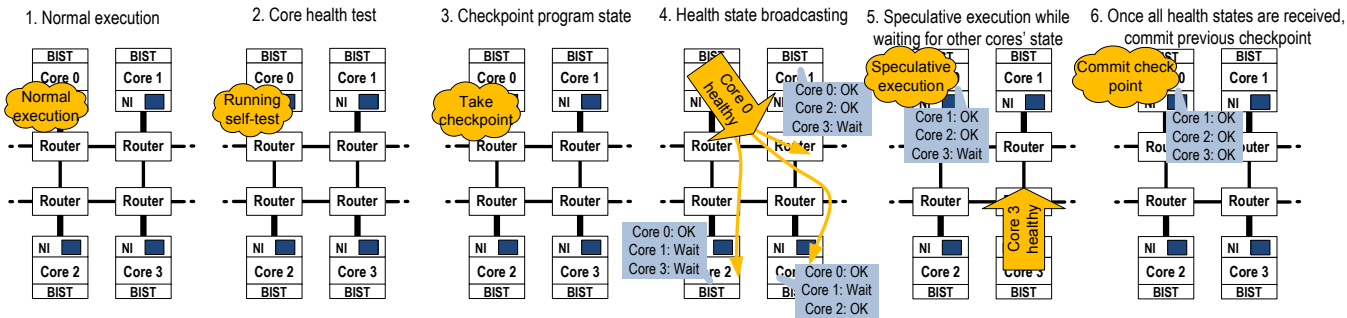 1. Normal execution
BIST
BIST
Core 0
Core 1
Normal
execution
NI
NI
Router
Router
Router
Router
NI
NI
Core 2
Core 3
BIST
BIST
2. Core health test
BIST
BIST
Core 0
Core 1
Running
self-test
NI
Router
Router
Router
Router
NI
NI
Core 2
Core 3
BIST
BIST
3. Checkpoint program state
BIST
BIST
Core 0
Core 1
Take
checkpoint
NI
Router
Router
Router
Router
NI
NI
Core 2
Core 3
BIST
BIST
4. Health state broadcasting
BIST
BIST
Core 0
healthy
Core 0: OK
Core 2: OK
Core 3: Wait
Router
Router
Router
Router
Core 0: OK
Core 1: Wait
Core 3: Wait
NI
Core 0: OK
Core 1: Wait
Core 2: OK
BIST
5. Speculative execution while
waiting for other cores' state
BIST
Core 1
Speculative
execution
NI
Core 1: OK
Core 2: OK
Core 3: Wait
Router
Router
Router
NI
Core 3
healthy
Core 2
Core 3
BIST
BIST
6. Once all health states are received,
commit previous checkpoint
BIST
BIST
Core 1
Commit check
point
NI
Core 1: OK
Core 2: OK
Core 3: OK
Router
Router
Router
Router
NI
NI
Core 2
Core 3
BIST
BIST